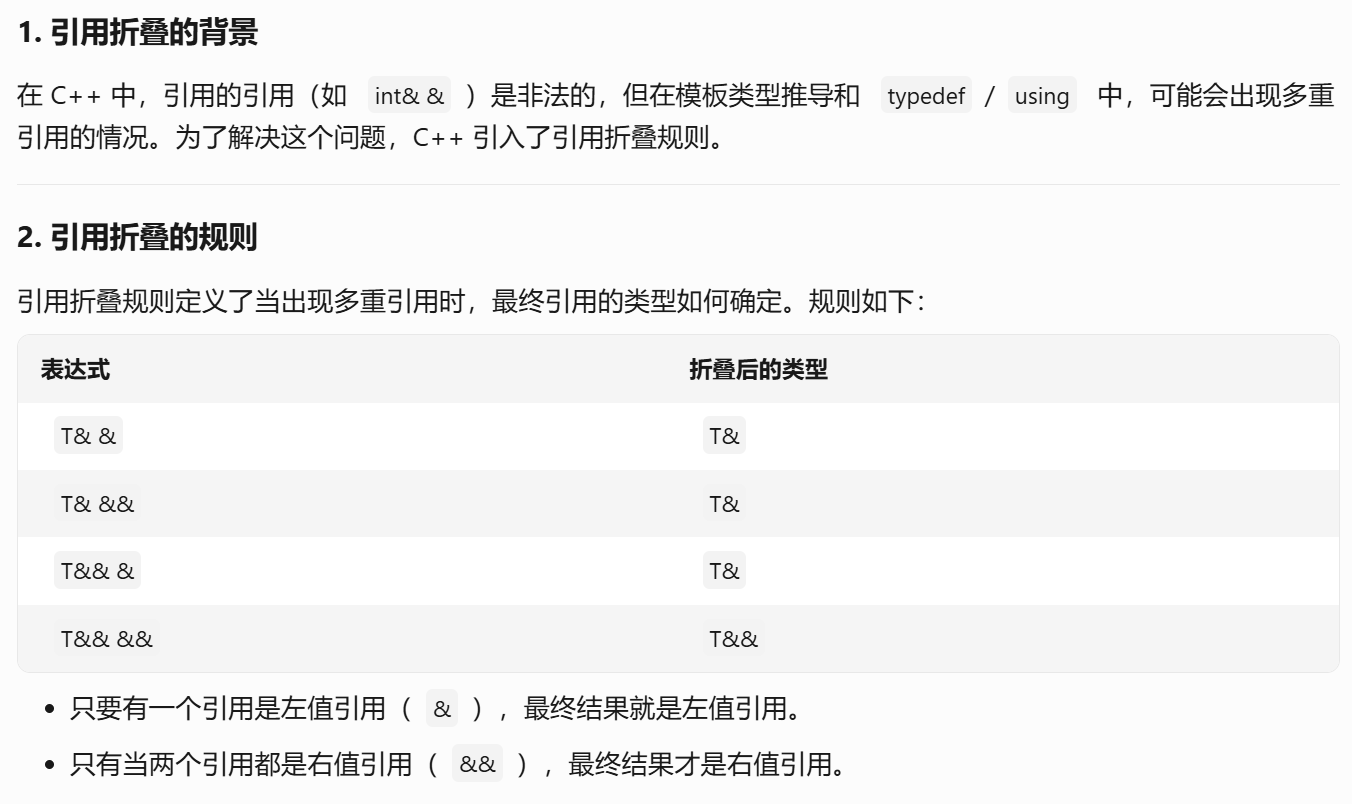 1. 引用折叠的背景
在 C++ 中，引用的引用（如 int& & ）是非法的，但在模板类型推导和 typedef / using 中，可能会出现多重
引用的情况。为了解决这个问题，C++ 引入了引用折叠规则。
2. 引用折叠的规则
引用折叠规则定义了当出现多重引用时，最终引用的类型如何确定。规则如下：
表达式 折叠后的类型
T& & T&
T& && T&
T&& & T&
T&& && T&&
• 只要有一个引用是左值引用（ & ），最终结果就是左值引用。
• 只有当两个引用都是右值引用（ && ），最终结果才是右值引用。